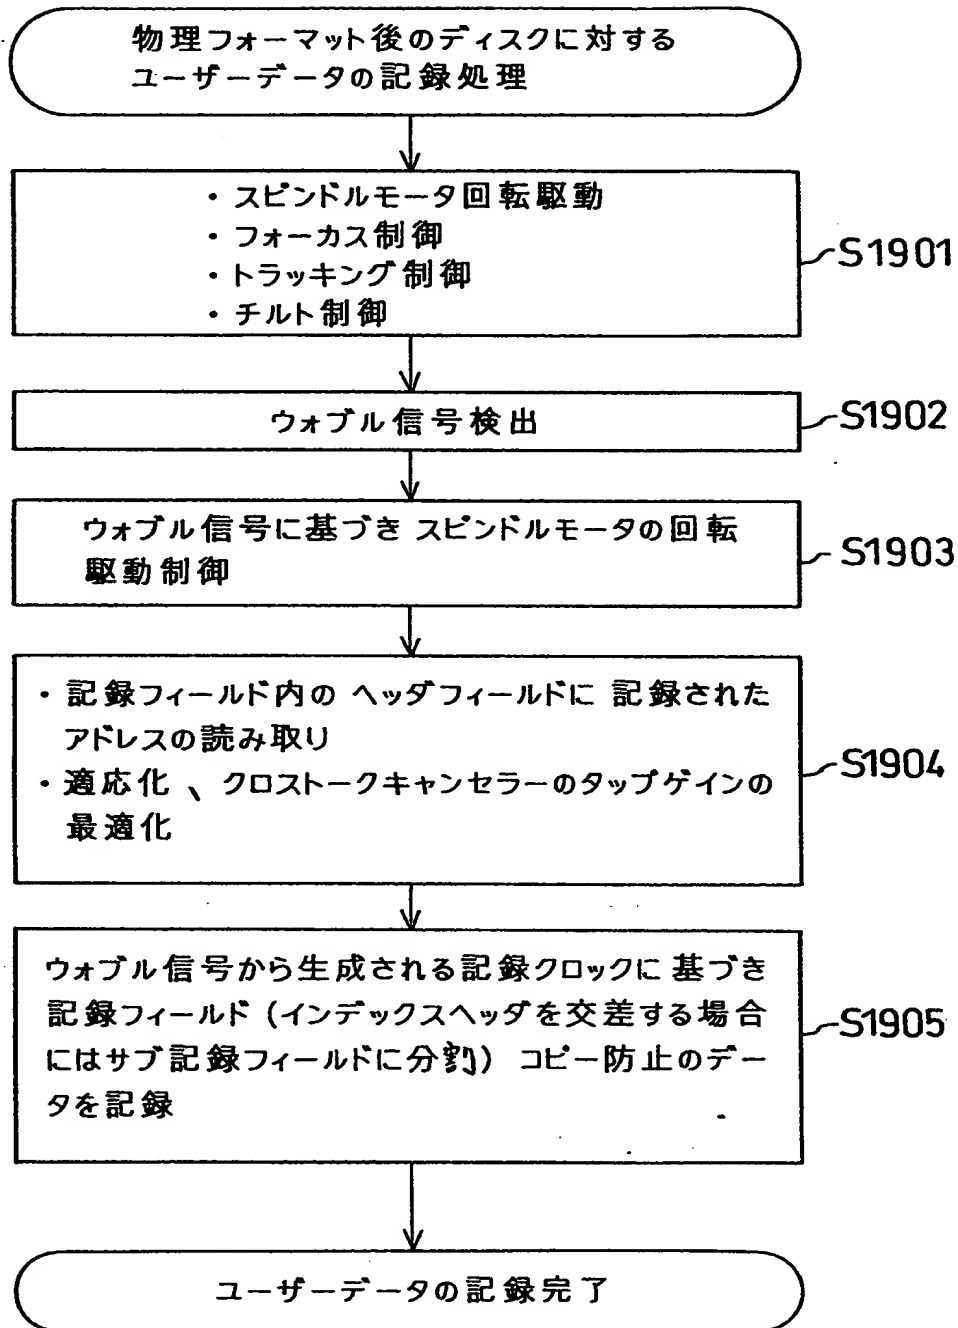 物理フォーマット後のディスクに対する
ユーザーデータの記録処理
・スピンドルモータ回転駆動
・フォーカス制御
・トラッキング制御
・チルト制御
S1901
ウォブル信号検出
S1902
ウォブル信号に基づきスピンドルモータの回転
駆動制御
S1903
・記録フィールド内のヘッダフィールドに記録された
アドレスの読み取り
・適応化、クロストークキャンセラーのタップゲインの
最適化
S1904
ウォブル信号から生成される記録クロックに基づき
記録フィールド(インデックスヘッダを交差する場合
にはサブ記録フィールドに分割)コピー防止のデー
タを記録
S1905
ユーザーデータの記録完了